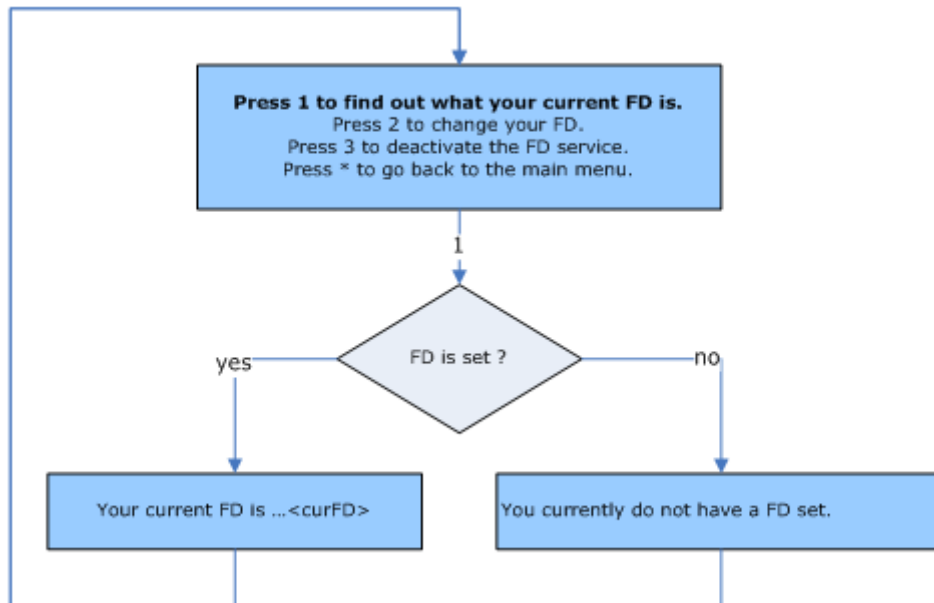 Press 1 to find out what your current FD is.
Press 2 to change your FD.
Press 3 to deactivate the FD service.
Press * to go back to the main menu.
1
FD is set ?
yes
no
Your current FD is ...<curFD>
You currently do not have a FD set.